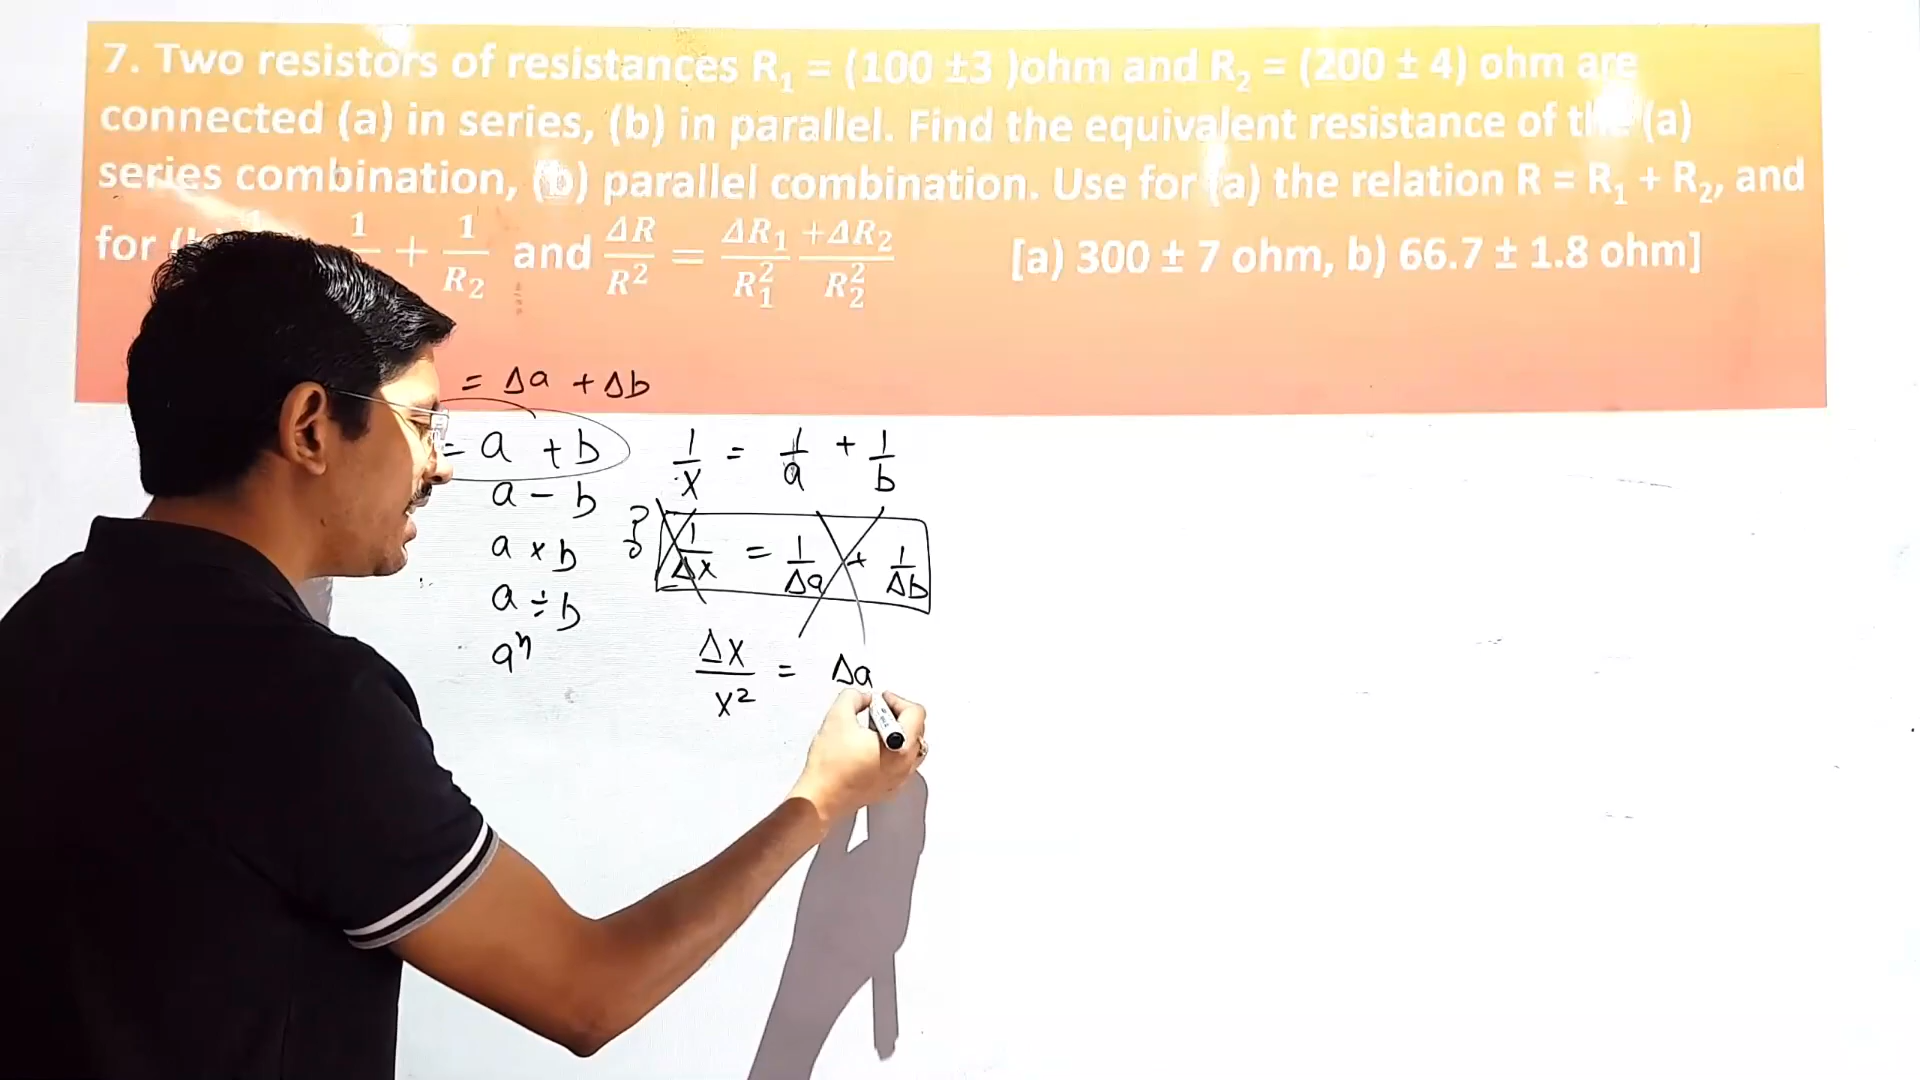 7. Two resistors of resistances R₁ = (100 ±3 )ohm and R₂ = (200 ± 4) ohm are
connected (a) in series, (b) in parallel. Find the equivalent resistance of the (a)
series combination, (b) parallel combination. Use for (a) the relation R = R₁ + R₂, and
for 1/ + 1/R₂ and ΔR/R² = ΔR₁/R₁² +ΔR₂/R₂² [a) 300 ± 7 ohm, b) 66.7 ± 1.8 ohm]
= Δa + Δb
= a + b
a - b
a × b
a ÷ b
aⁿ
1/x = 1/a + 1/b
1/Δx = 1/Δa + 1/Δb
Δx/x² = Δa